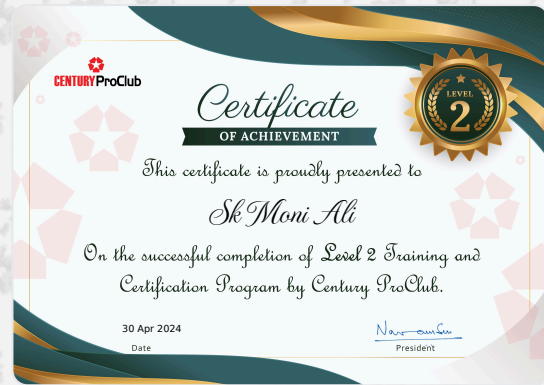 CENTURY ProClub
LEVEL
2
Certificate
OF ACHIEVEMENT
This certificate is proudly presented to
Sk Moni Ali
On the successful completion of Level 2 Training and
Certification Program by Century ProClub.
30 Apr 2024
Date
President